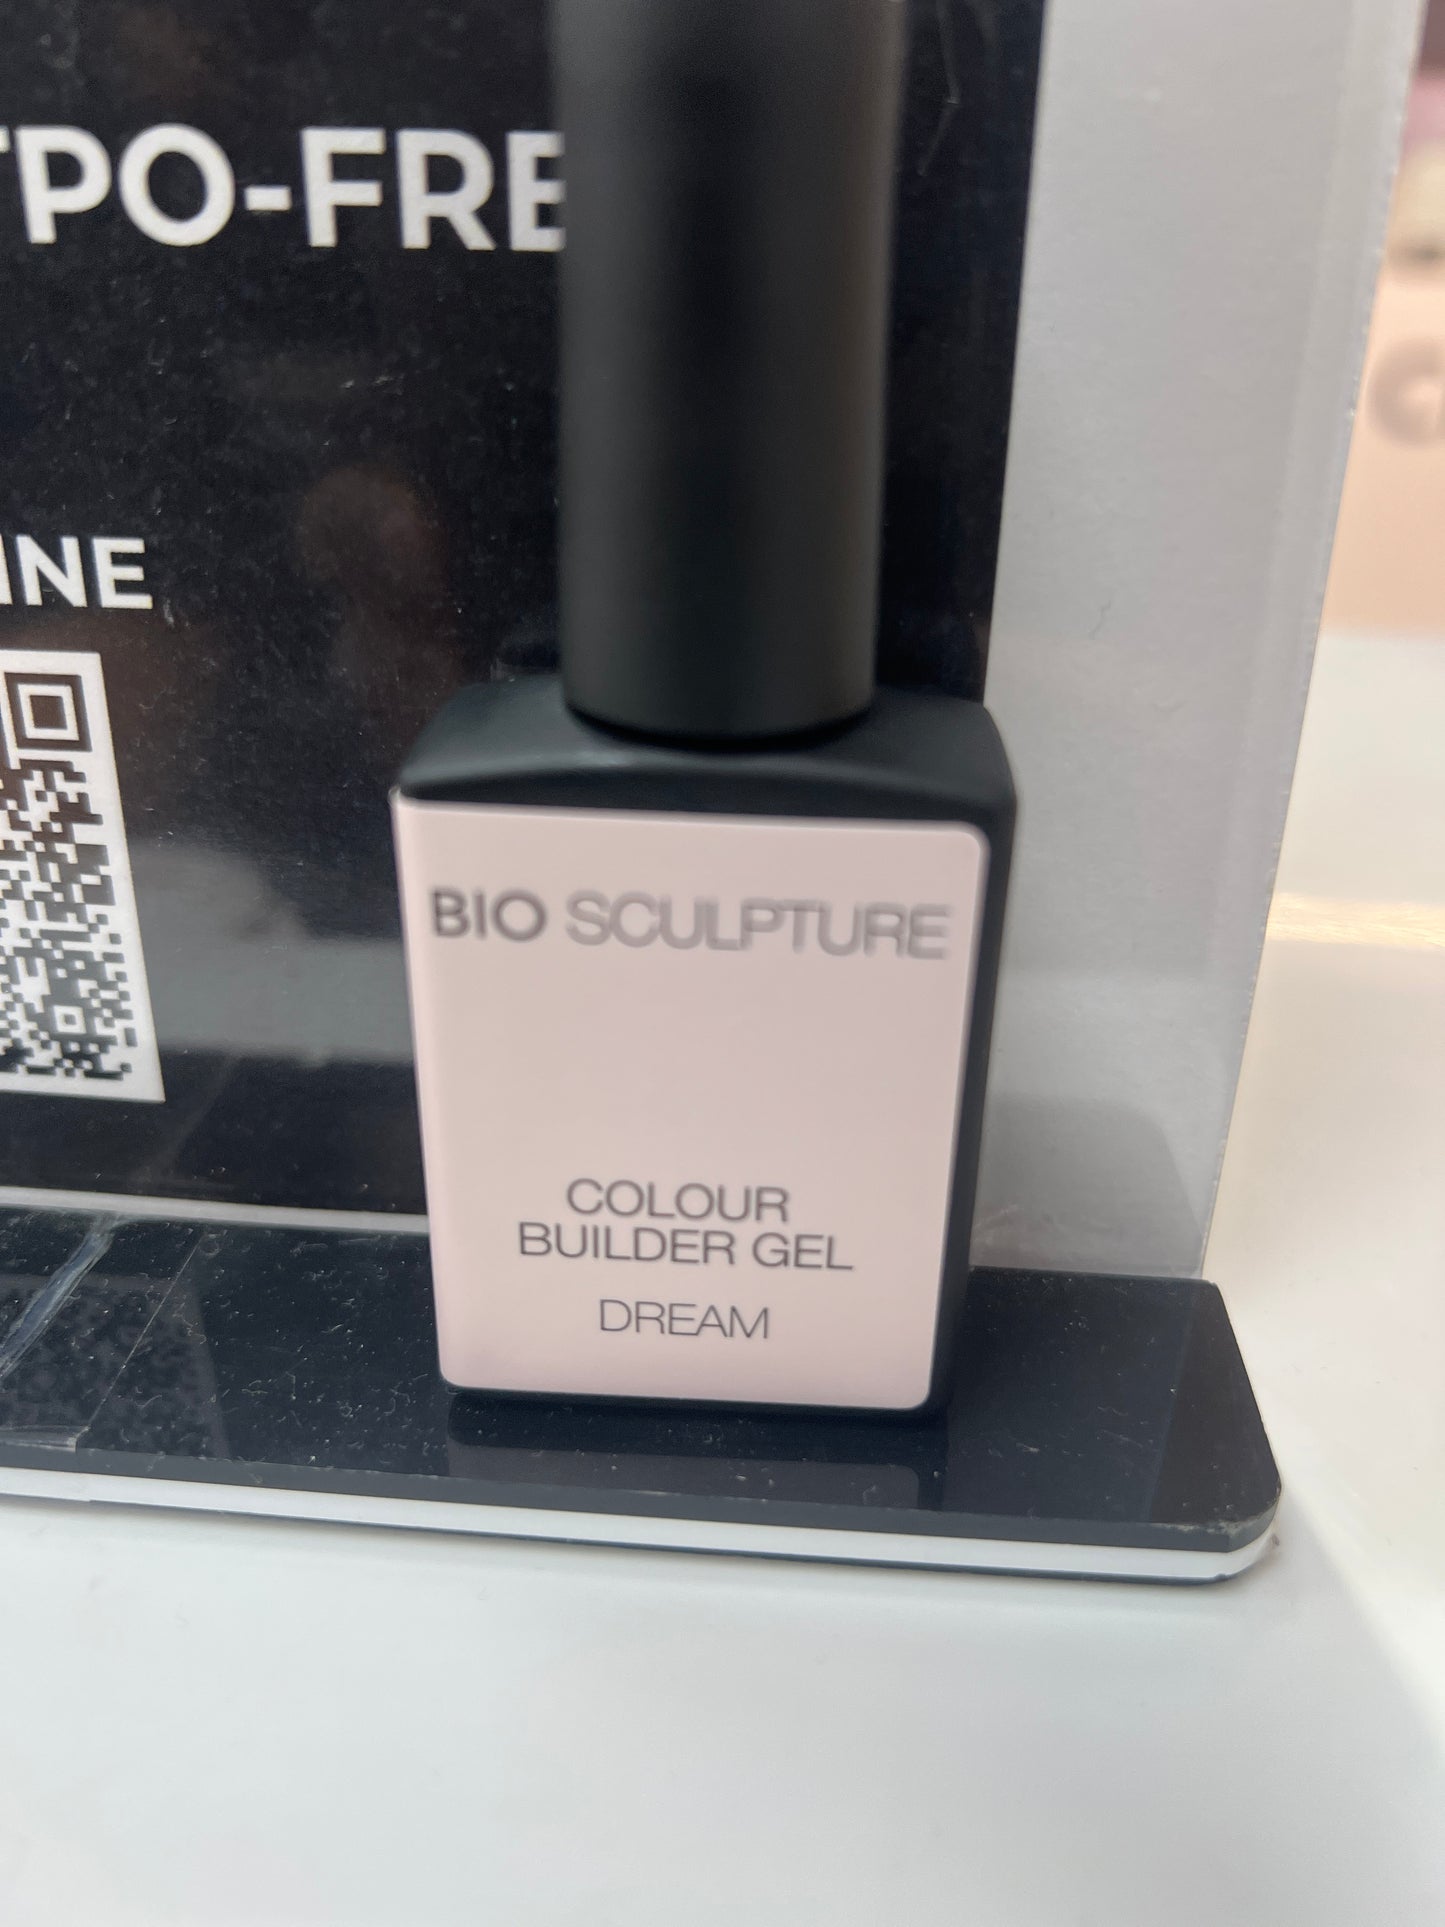 TPO-FRE
INE
BIO SCULPTURE
COLOUR
BUILDER GEL
DREAM